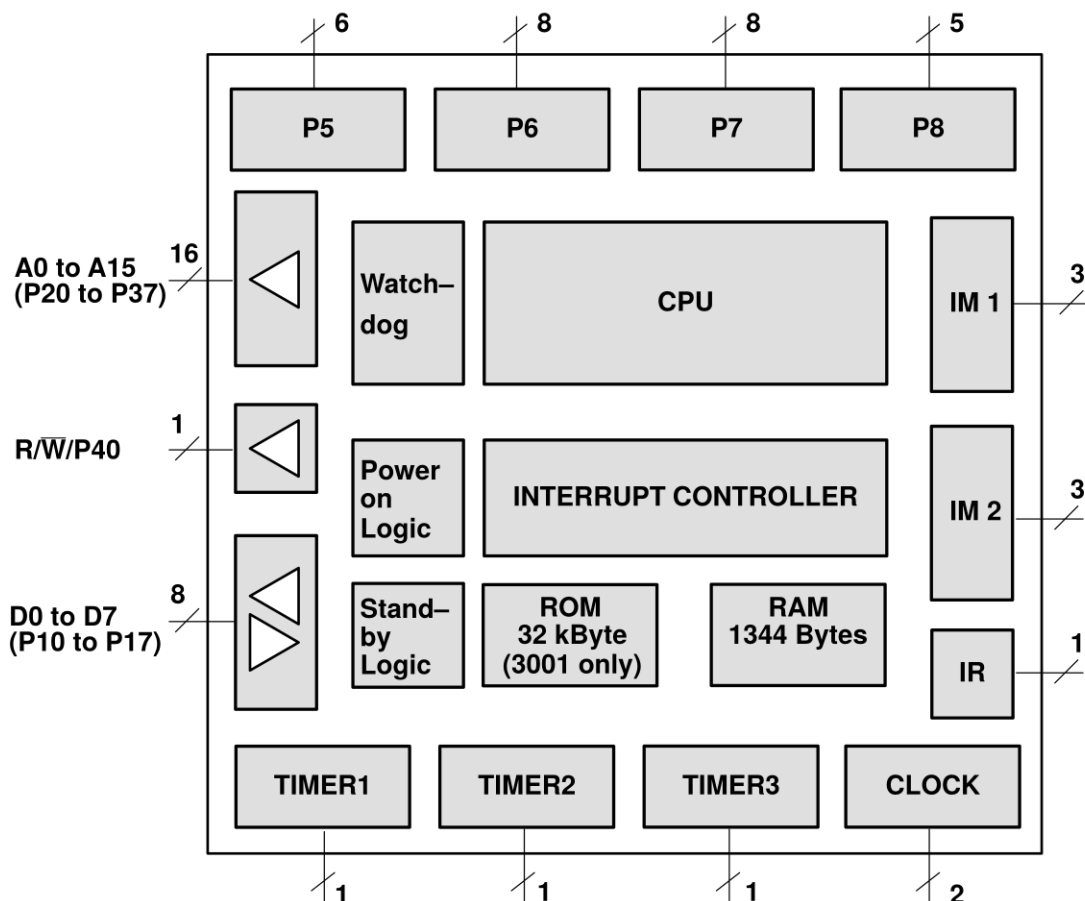 6
8
8
5
P5
P6
P7
P8
A0 to A15
(P20 to P37)
16
Watch–
dog
CPU
IM 1
3
R/W̅/P40
1
Power
on
Logic
INTERRUPT CONTROLLER
IM 2
3
D0 to D7
(P10 to P17)
8
Stand–
by
Logic
ROM
32 kByte
(3001 only)
RAM
1344 Bytes
IR
1
TIMER1
TIMER2
TIMER3
CLOCK
1
1
1
2